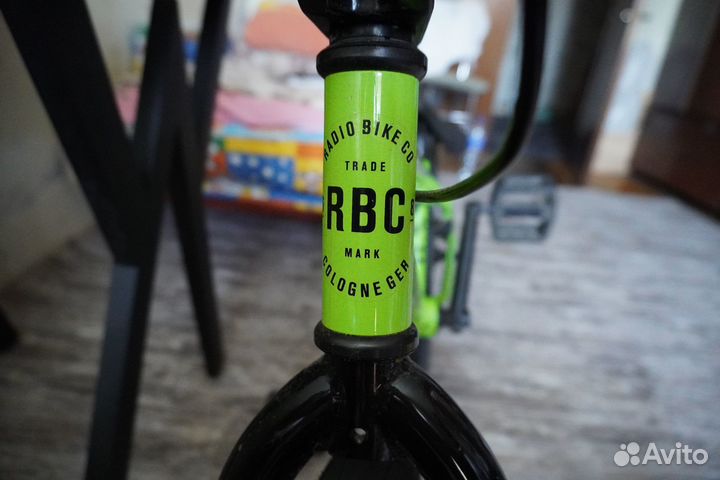 RADIO BIKE CO
TRADE
RBC
MARK
COLOGNE GER
Avito